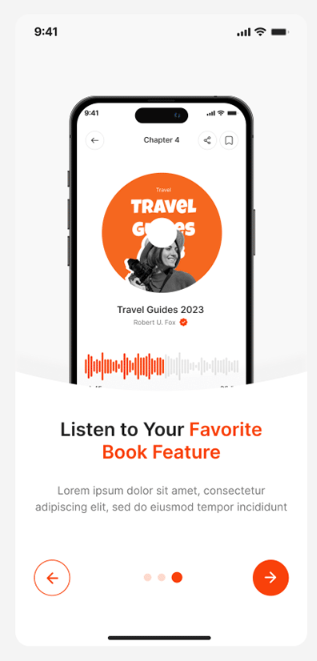 9:41
9:41
Chapter 4
Travel
TRAVEL
Travel Guides 2023
Robert U. Fox
Listen to Your Favorite
Book Feature
Lorem ipsum dolor sit amet, consectetur
adipiscing elit, sed do eiusmod tempor incididunt